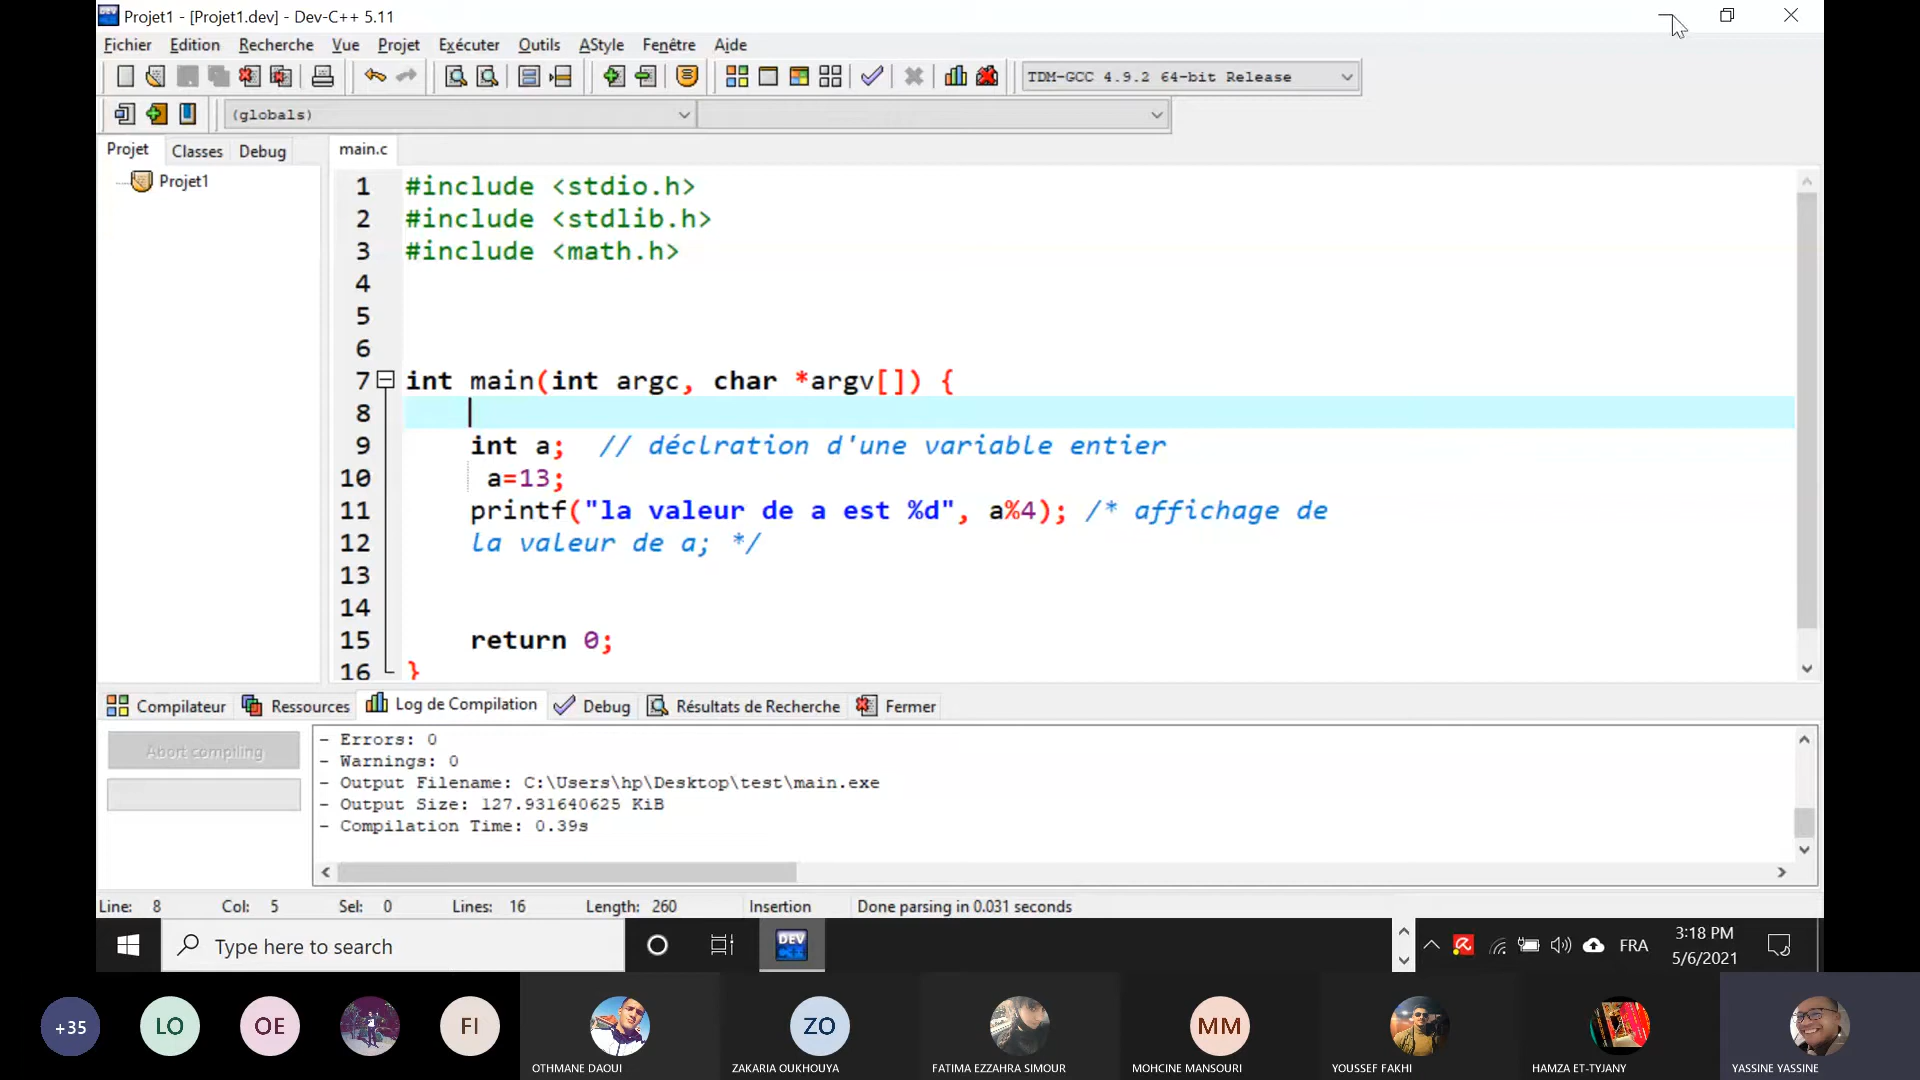 Projet1 - [Projet1.dev] - Dev-C++ 5.11
Fichier Edition Recherche Vue Projet Exécuter Outils AStyle Fenêtre Aide
TDM-GCC 4.9.2 64-bit Release
(globals)
Projet Classes Debug main.c
Projet1
1 #include <stdio.h>
2 #include <stdlib.h>
3 #include <math.h>
4
5
6
7 int main(int argc, char *argv[]) {
8
9 int a; // déclration d'une variable entier
10 a=13;
11 printf("la valeur de a est %d", a%4); /* affichage de
12 la valeur de a; */
13
14
15 return 0;
16 }
Compilateur Ressources Log de Compilation Debug Résultats de Recherche Fermer
Abort compiling
- Errors: 0
- Warnings: 0
- Output Filename: C:\Users\hp\Desktop\test\main.exe
- Output Size: 127.931640625 KiB
- Compilation Time: 0.39s
Line: 8 Col: 5 Sel: 0 Lines: 16 Length: 260 Insertion Done parsing in 0.031 seconds
Type here to search
DEV
FRA
3:18 PM
5/6/2021
+35 LO OE FI ZO MM
OTHMANE DAOUI ZAKARIA OUKHOUYA FATIMA EZZAHRA SIMOUR MOHCINE MANSOURI YOUSSEF FAKHI HAMZA ET-TYJANY YASSINE YASSINE